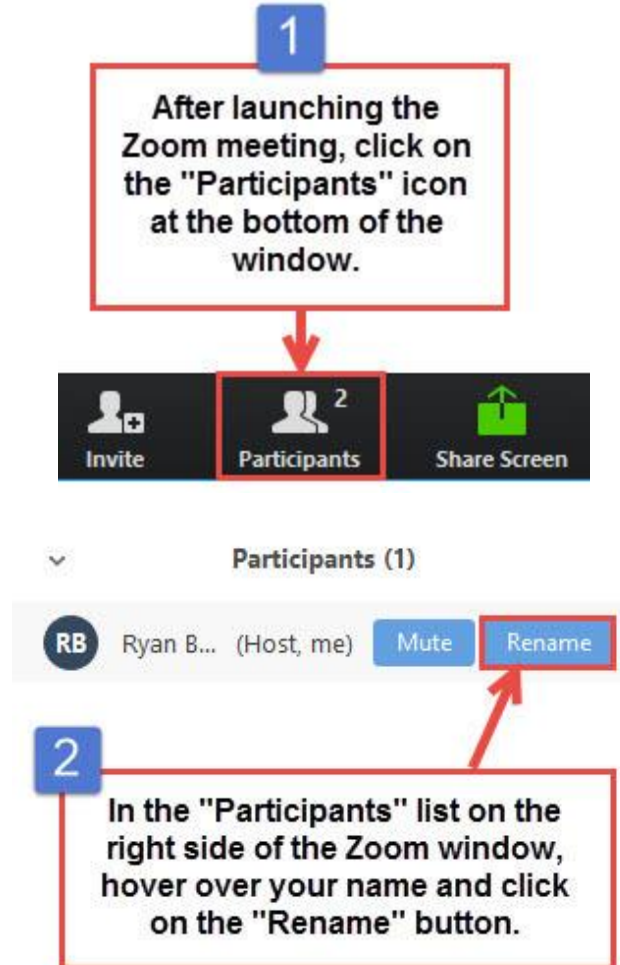 1
After launching the
Zoom meeting, click on
the "Participants" icon
at the bottom of the
window.
2
Invite Participants Share Screen
Participants (1)
RB Ryan B... (Host, me) Mute Rename
2
In the "Participants" list on the
right side of the Zoom window,
hover over your name and click
on the "Rename" button.